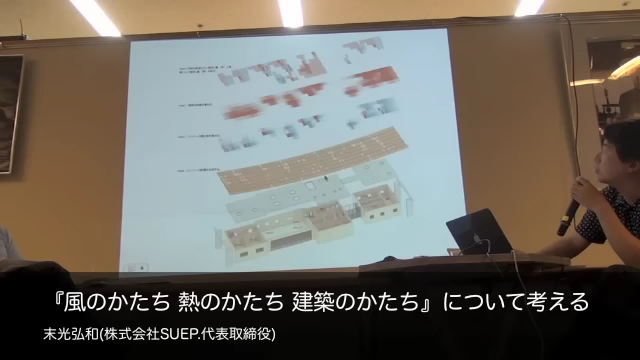 『風のかたち 熱のかたち 建築のかたち』について考える
末光弘和(株式会社SUEP.代表取締役)